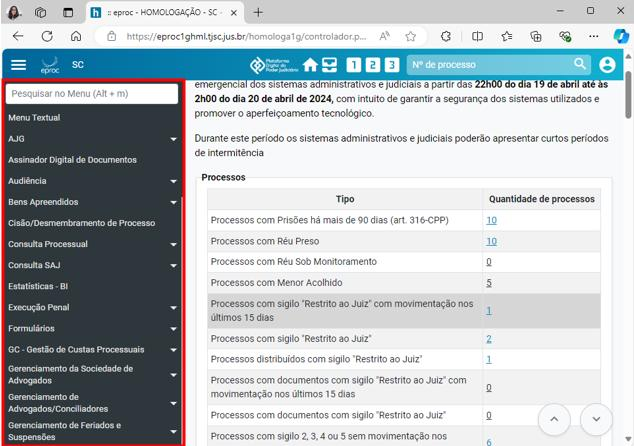 :: eproc - HOMOLOGAÇÃO - SC -
https://eproc1ghml.tjsc.jus.br/homologa1g/controlador.p...
eproc
SC
Plataforma
Digital do
Poder Judiciário
1 2 3
Nº de processo
Pesquisar no Menu (Alt + m)
Menu Textual
AJG
Assinador Digital de Documentos
Audiência
Bens Apreendidos
Cisão/Desmembramento de Processo
Consulta Processual
Consulta SAJ
Estatísticas - BI
Execução Penal
Formulários
GC - Gestão de Custas Processuais
Gerenciamento da Sociedade de
Advogados
Gerenciamento de
Advogados/Conciliadores
Gerenciamento de Feriados e
Suspensões
emergencial dos sistemas administrativos e judiciais a partir das 22h00 do dia 19 de abril até às
2h00 do dia 20 de abril de 2024, com intuito de garantir a segurança dos sistemas utilizados e
promover o aperfeiçoamento tecnológico.
Durante este período os sistemas administrativos e judiciais poderão apresentar curtos períodos
de intermitência
Processos
Tipo Quantidade de processos
Processos com Prisões há mais de 90 dias (art. 316-CPP) 10
Processos com Réu Preso 10
Processos com Réu Sob Monitoramento 0
Processos com Menor Acolhido 5
Processos com sigilo "Restrito ao Juiz" com movimentação nos
últimos 15 dias 1
Processos com sigilo "Restrito ao Juiz" 2
Processos distribuídos com sigilo "Restrito ao Juiz" 1
Processos com documentos com sigilo "Restrito ao Juiz" com
movimentação nos últimos 15 dias 0
Processos com documentos com sigilo "Restrito ao Juiz" 0
Processos com sigilo 2, 3, 4 ou 5 sem movimentação nos 6